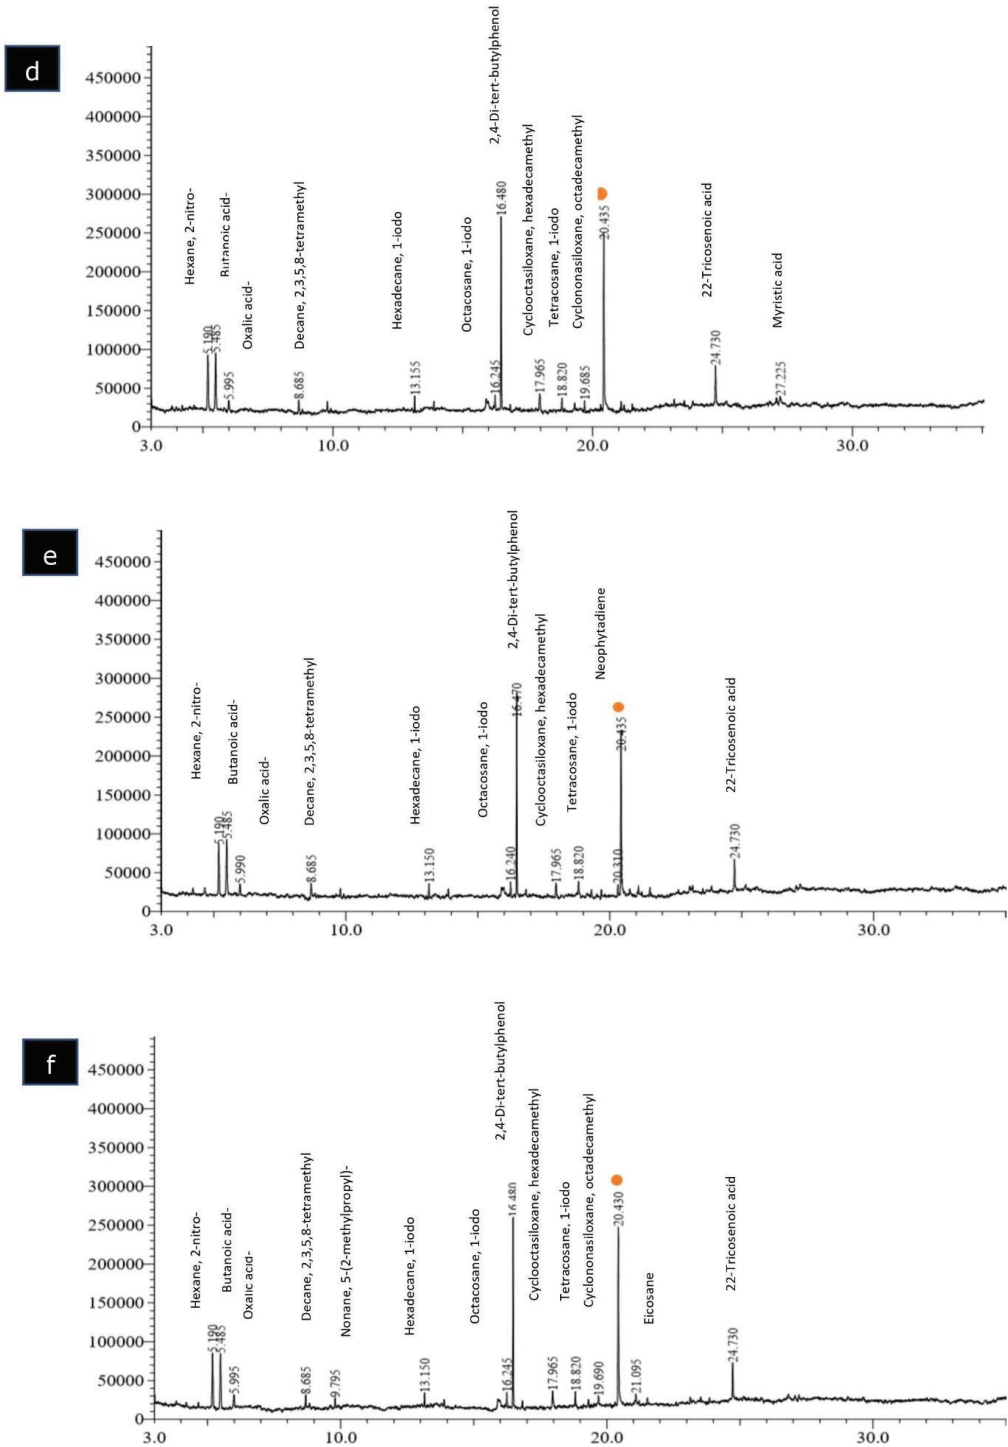 d
450000
400000
350000
300000
250000
200000
150000
100000
50000
0
3.0
10.0
20.0
30.0
Hexane, 2-nitro-
Butanoic acid-
Oxalic acid-
Decane, 2,3,5,8-tetramethyl
Hexadecane, 1-iodo
Octacosane, 1-iodo
2,4-Di-tert-butylphenol
Cyclooctasiloxane, hexadecamethyl
Tetracosane, 1-iodo
Cyclononasiloxane, octadecamethyl
22-Tricosenoic acid
Myristic acid
5.190
5.485
5.995
8.685
13.155
16.245
16.480
17.965
18.820
19.685
20.435
24.730
27.225
e
450000
400000
350000
300000
250000
200000
150000
100000
50000
0
3.0
10.0
20.0
30.0
Hexane, 2-nitro-
Butanoic acid-
Oxalic acid-
Decane, 2,3,5,8-tetramethyl
Hexadecane, 1-iodo
Octacosane, 1-iodo
2,4-Di-tert-butylphenol
Cyclooctasiloxane, hexadecamethyl
Tetracosane, 1-iodo
Neophytadiene
22-Tricosenoic acid
5.190
5.485
5.990
8.685
13.150
16.240
16.470
17.965
18.820
20.310
20.435
24.730
f
450000
400000
350000
300000
250000
200000
150000
100000
50000
0
3.0
10.0
20.0
30.0
Hexane, 2-nitro-
Butanoic acid-
Oxalic acid-
Decane, 2,3,5,8-tetramethyl
Nonane, 5-(2-methylpropyl)-
Hexadecane, 1-iodo
Octacosane, 1-iodo
2,4-Di-tert-butylphenol
Cyclooctasiloxane, hexadecamethyl
Tetracosane, 1-iodo
Cyclononasiloxane, octadecamethyl
Eicosane
22-Tricosenoic acid
5.190
5.485
5.995
8.685
9.795
13.150
16.245
16.480
17.965
18.820
19.690
20.430
21.095
24.730